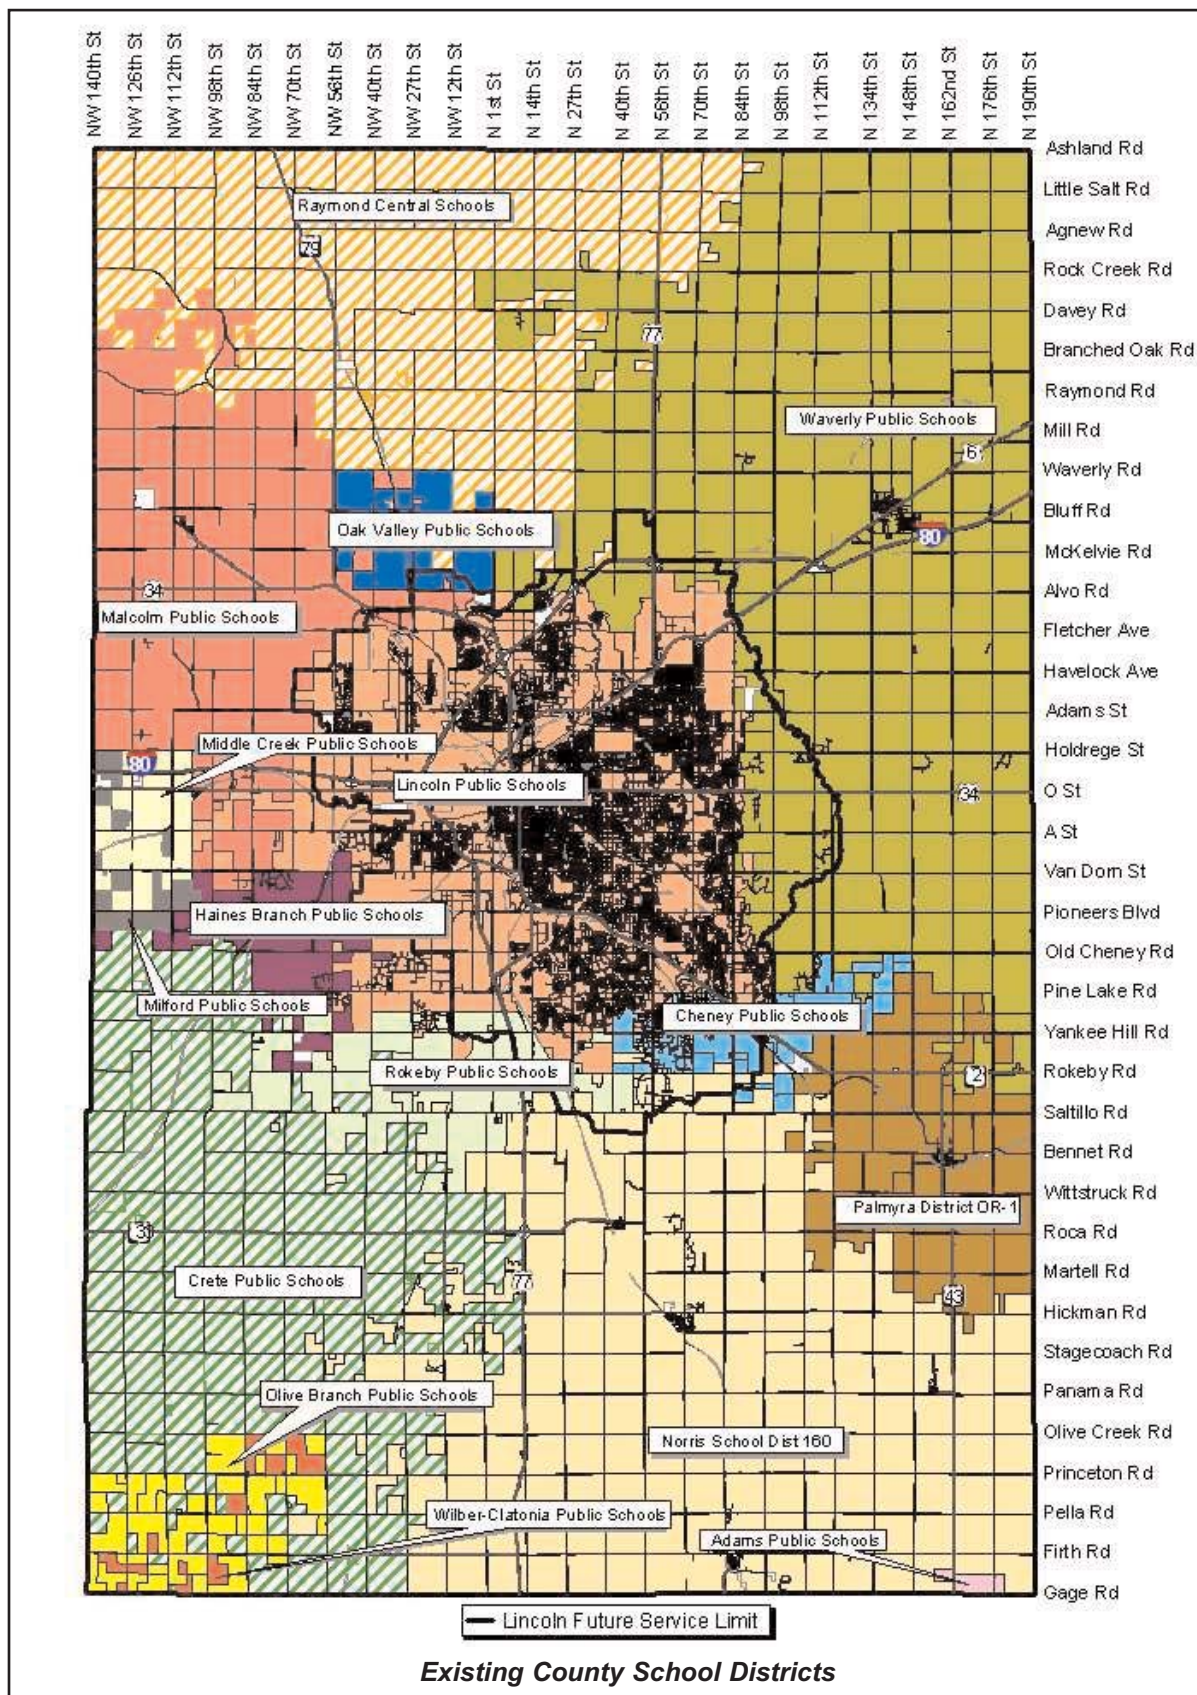 NW 140th St
NW 126th St
NW 112th St
NW 98th St
NW 84th St
NW 70th St
NW 56th St
NW 40th St
NW 27th St
NW 12th St
N 1st St
N 14th St
N 27th St
N 40th St
N 56th St
N 70th St
N 84th St
N 98th St
N 112th St
N 134th St
N 148th St
N 162nd St
N 176th St
N 190th St
Ashland Rd
Little Salt Rd
Agnew Rd
Rock Creek Rd
Davey Rd
Branched Oak Rd
Raymond Rd
Mill Rd
Waverly Rd
Bluff Rd
McKelvie Rd
Alvo Rd
Fletcher Ave
Havelock Ave
Adams St
Holdrege St
O St
A St
Van Dorn St
Pioneers Blvd
Old Cheney Rd
Pine Lake Rd
Yankee Hill Rd
Rokeby Rd
Saltillo Rd
Bennet Rd
Wittstruck Rd
Roca Rd
Martell Rd
Hickman Rd
Stagecoach Rd
Panama Rd
Olive Creek Rd
Princeton Rd
Pella Rd
Firth Rd
Gage Rd
Raymond Central Schools
79
77
Waverly Public Schools
6
80
Oak Valley Public Schools
34
Malcolm Public Schools
Middle Creek Public Schools
80
Lincoln Public Schools
34
Haines Branch Public Schools
Milford Public Schools
Cheney Public Schools
Rokeby Public Schools
2
Palmyra District OR-1
33
Crete Public Schools
77
43
Olive Branch Public Schools
Norris School Dist 160
Wilber-Clatonia Public Schools
Adams Public Schools
Lincoln Future Service Limit
Existing County School Districts